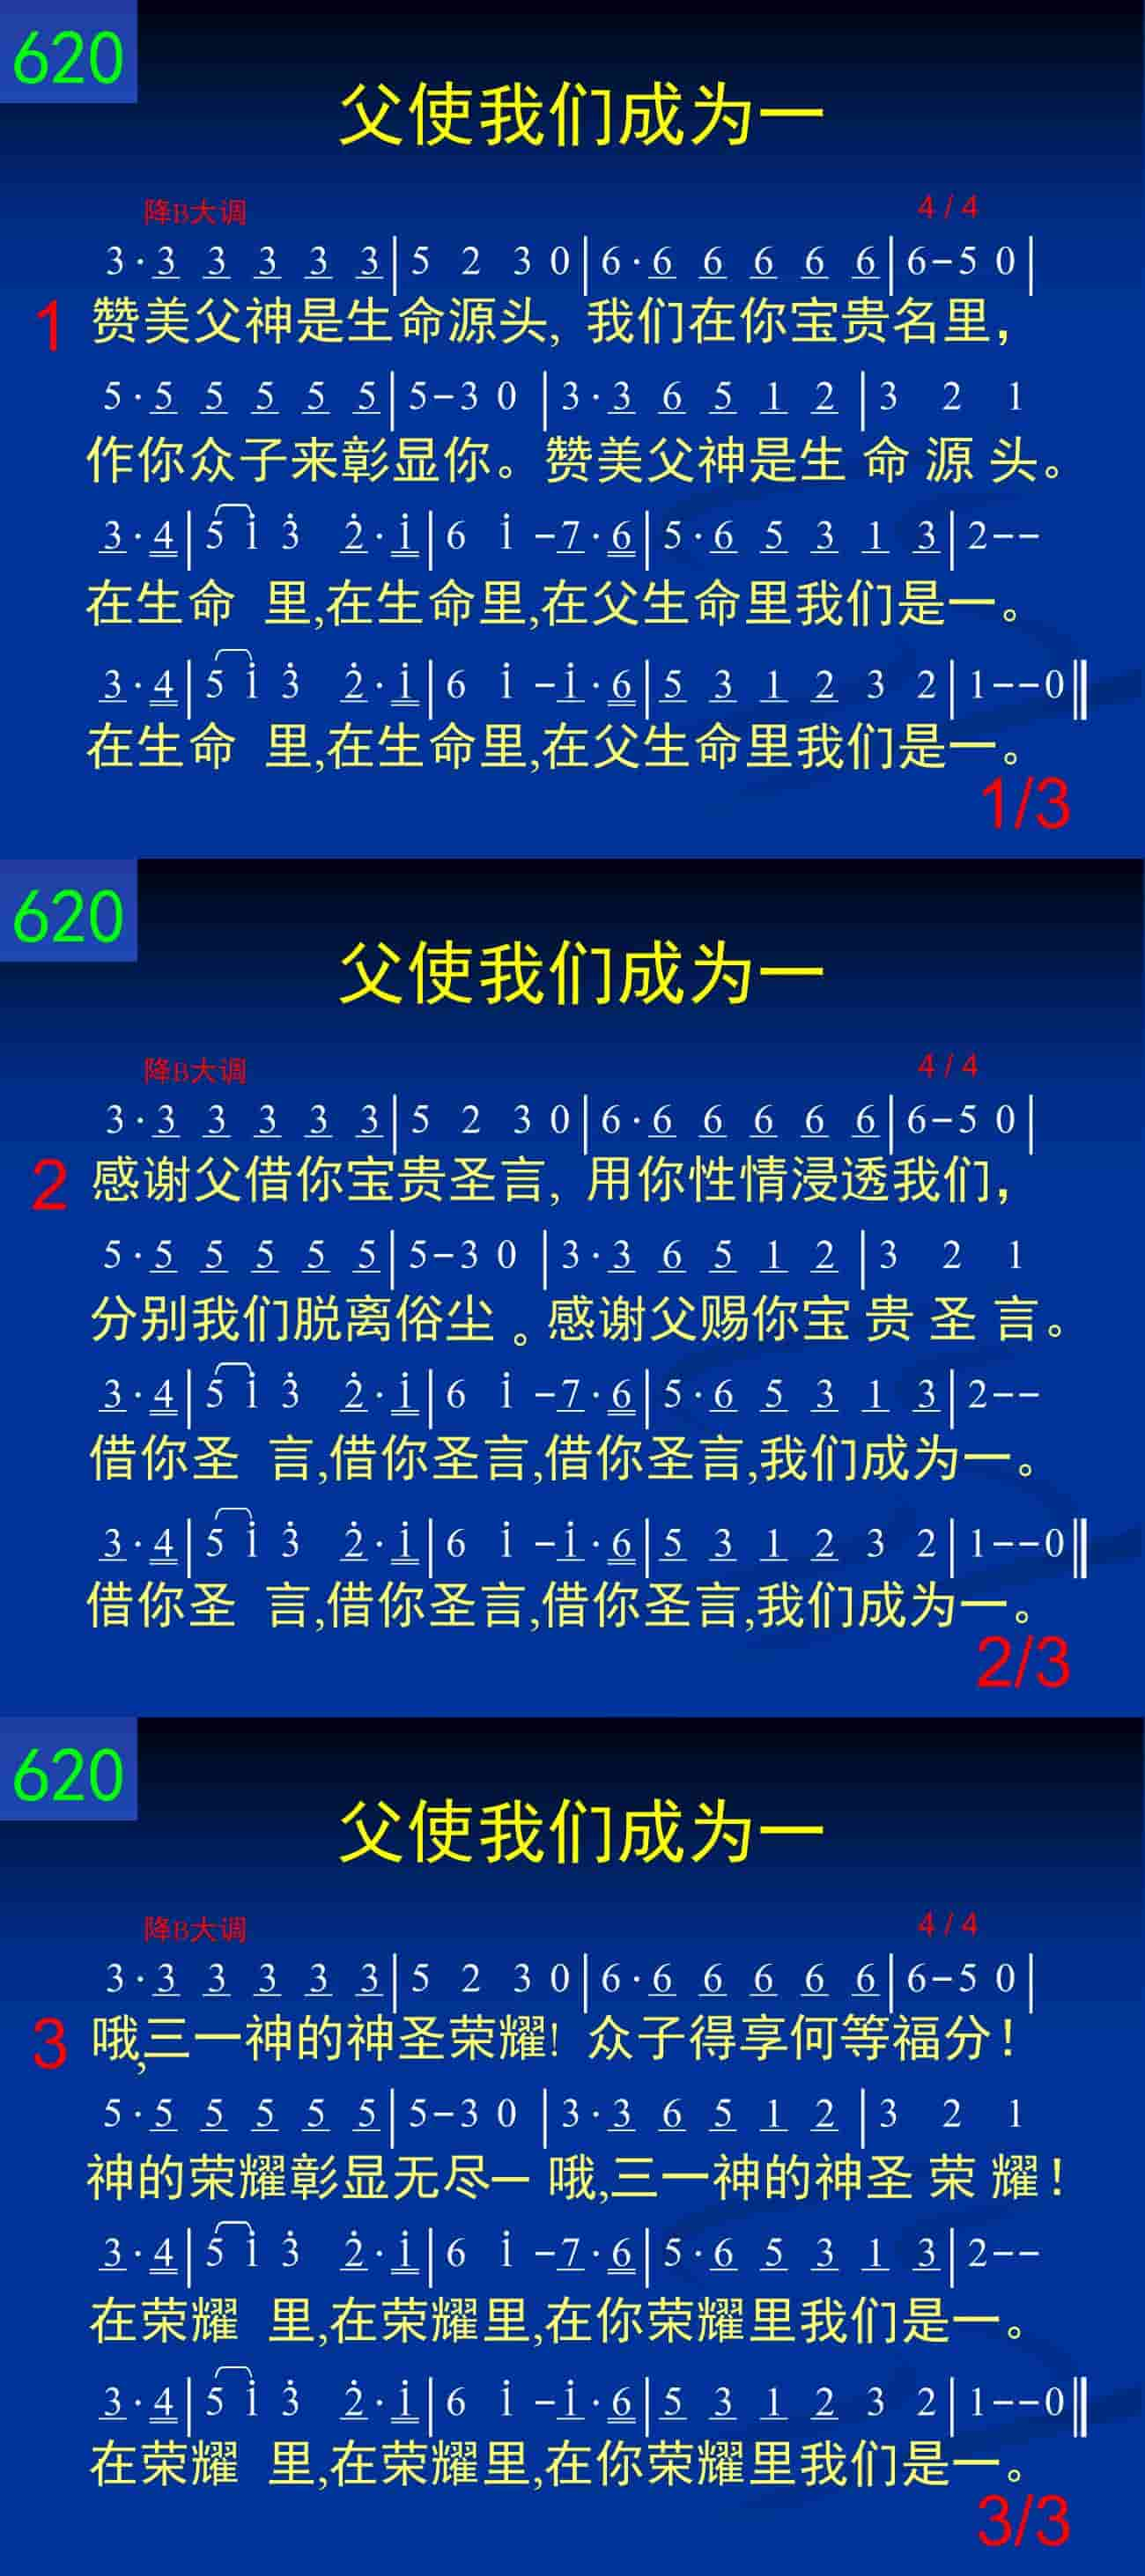 620
父使我们成为一
降B大调 4/4
3·3 3 3 3 3|5 2 3 0|6·6 6 6 6 6|6-5 0|
1 赞美父神是生命源头, 我们在你宝贵名里，
5·5 5 5 5 5|5-3 0 |3·3 6 5 1 2|3 2 1
作你众子来彰显你。赞美父神是生 命 源 头。
3·4|5 i̇ 3̇ 2̇·i̇|6 i̇ -7·6|5·6 5 3 1 3|2--
在生命 里,在生命里,在父生命里我们是一。
3·4|5 i̇ 3̇ 2̇·i̇|6 i̇ -i̇·6|5 3 1 2 3 2|1--0‖
在生命 里,在生命里,在父生命里我们是一。
1/3
620
父使我们成为一
降B大调 4/4
3·3 3 3 3 3|5 2 3 0|6·6 6 6 6 6|6-5 0|
2 感谢父借你宝贵圣言, 用你性情浸透我们，
5·5 5 5 5 5|5-3 0 |3·3 6 5 1 2|3 2 1
分别我们脱离俗尘。感谢父赐你宝 贵 圣 言。
3·4|5 i̇ 3̇ 2̇·i̇|6 i̇ -7·6|5·6 5 3 1 3|2--
借你圣 言,借你圣言,借你圣言,我们成为一。
3·4|5 i̇ 3̇ 2̇·i̇|6 i̇ -i̇·6|5 3 1 2 3 2|1--0‖
借你圣 言,借你圣言,借你圣言,我们成为一。
2/3
620
父使我们成为一
降B大调 4/4
3·3 3 3 3 3|5 2 3 0|6·6 6 6 6 6|6-5 0|
3 哦,三一神的神圣荣耀! 众子得享何等福分！
5·5 5 5 5 5|5-3 0 |3·3 6 5 1 2|3 2 1
神的荣耀彰显无尽— 哦,三一神的神圣 荣 耀！
3·4|5 i̇ 3̇ 2̇·i̇|6 i̇ -7·6|5·6 5 3 1 3|2--
在荣耀 里,在荣耀里,在你荣耀里我们是一。
3·4|5 i̇ 3̇ 2̇·i̇|6 i̇ -i̇·6|5 3 1 2 3 2|1--0‖
在荣耀 里,在荣耀里,在你荣耀里我们是一。
3/3